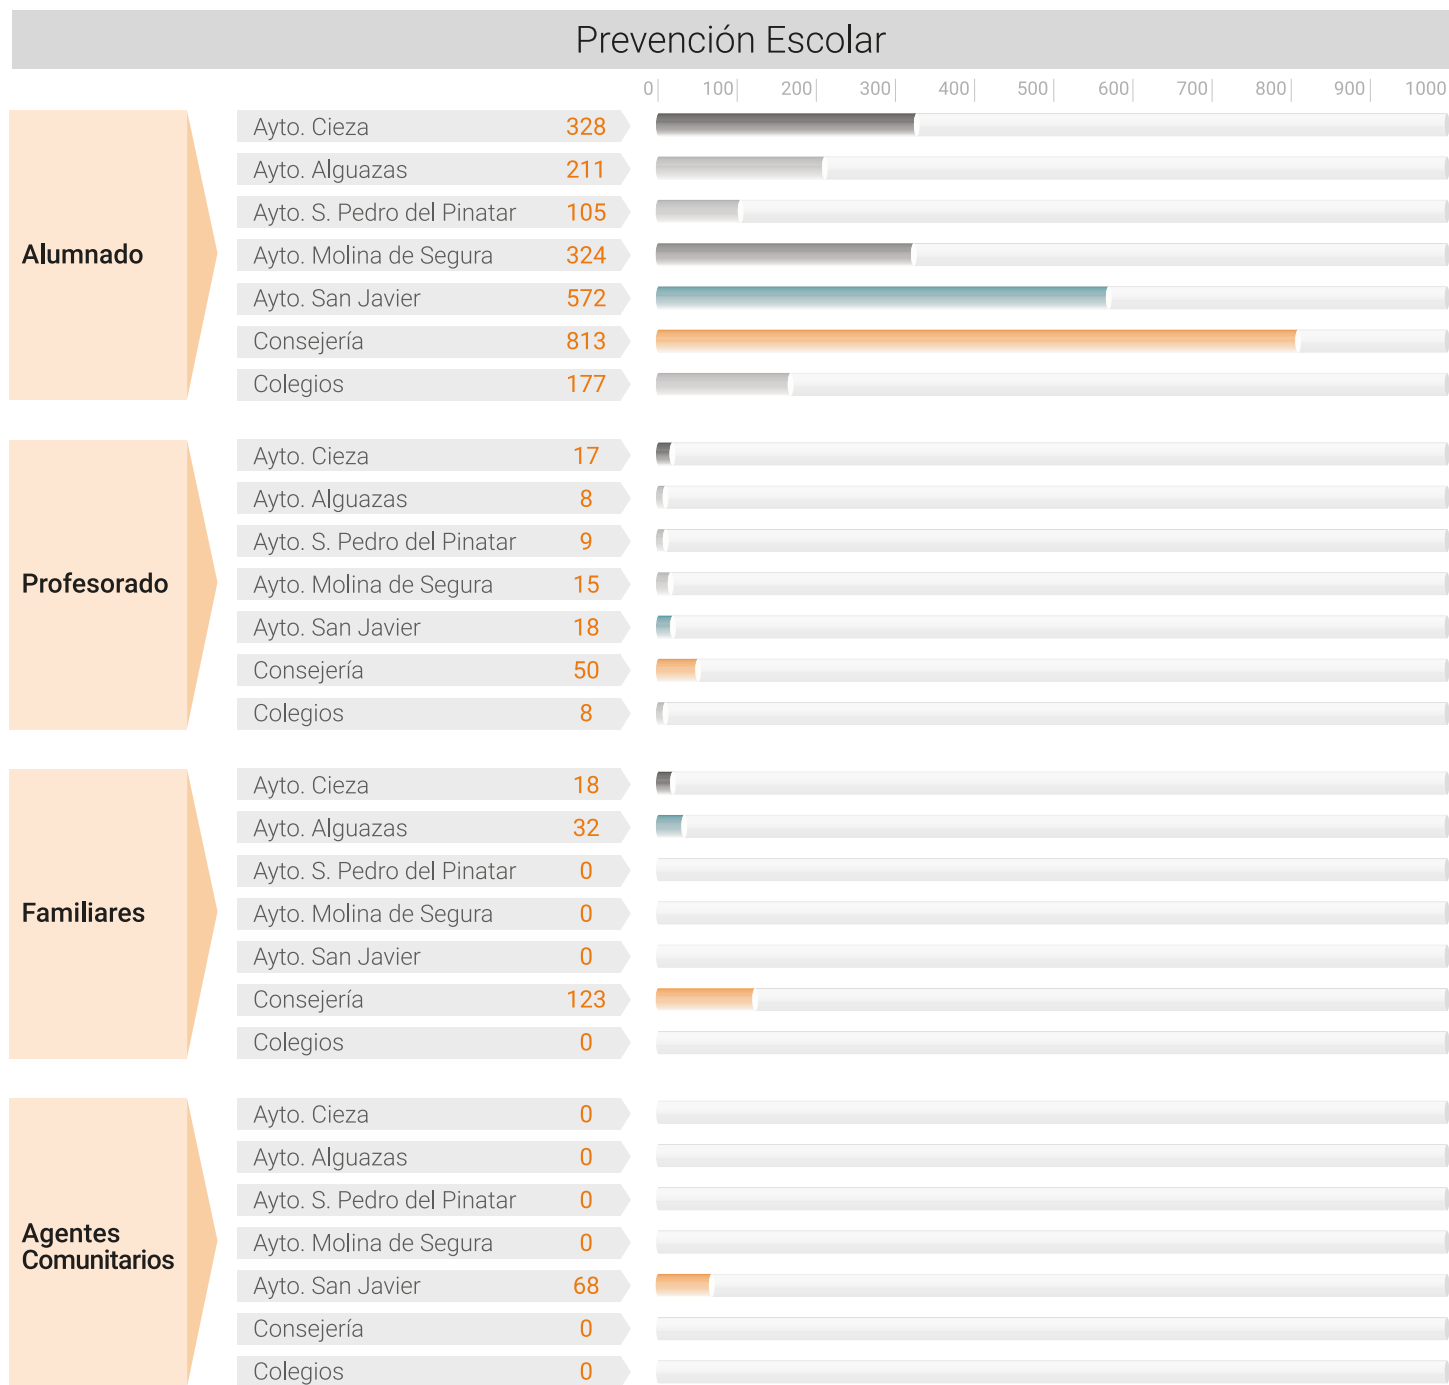 Prevención Escolar
0 100 200 300 400 500 600 700 800 900 1000
Alumnado
Ayto. Cieza 328
Ayto. Alguazas 211
Ayto. S. Pedro del Pinatar 105
Ayto. Molina de Segura 324
Ayto. San Javier 572
Consejería 813
Colegios 177
Profesorado
Ayto. Cieza 17
Ayto. Alguazas 8
Ayto. S. Pedro del Pinatar 9
Ayto. Molina de Segura 15
Ayto. San Javier 18
Consejería 50
Colegios 8
Familiares
Ayto. Cieza 18
Ayto. Alguazas 32
Ayto. S. Pedro del Pinatar 0
Ayto. Molina de Segura 0
Ayto. San Javier 0
Consejería 123
Colegios 0
Agentes
Comunitarios
Ayto. Cieza 0
Ayto. Alguazas 0
Ayto. S. Pedro del Pinatar 0
Ayto. Molina de Segura 0
Ayto. San Javier 68
Consejería 0
Colegios 0